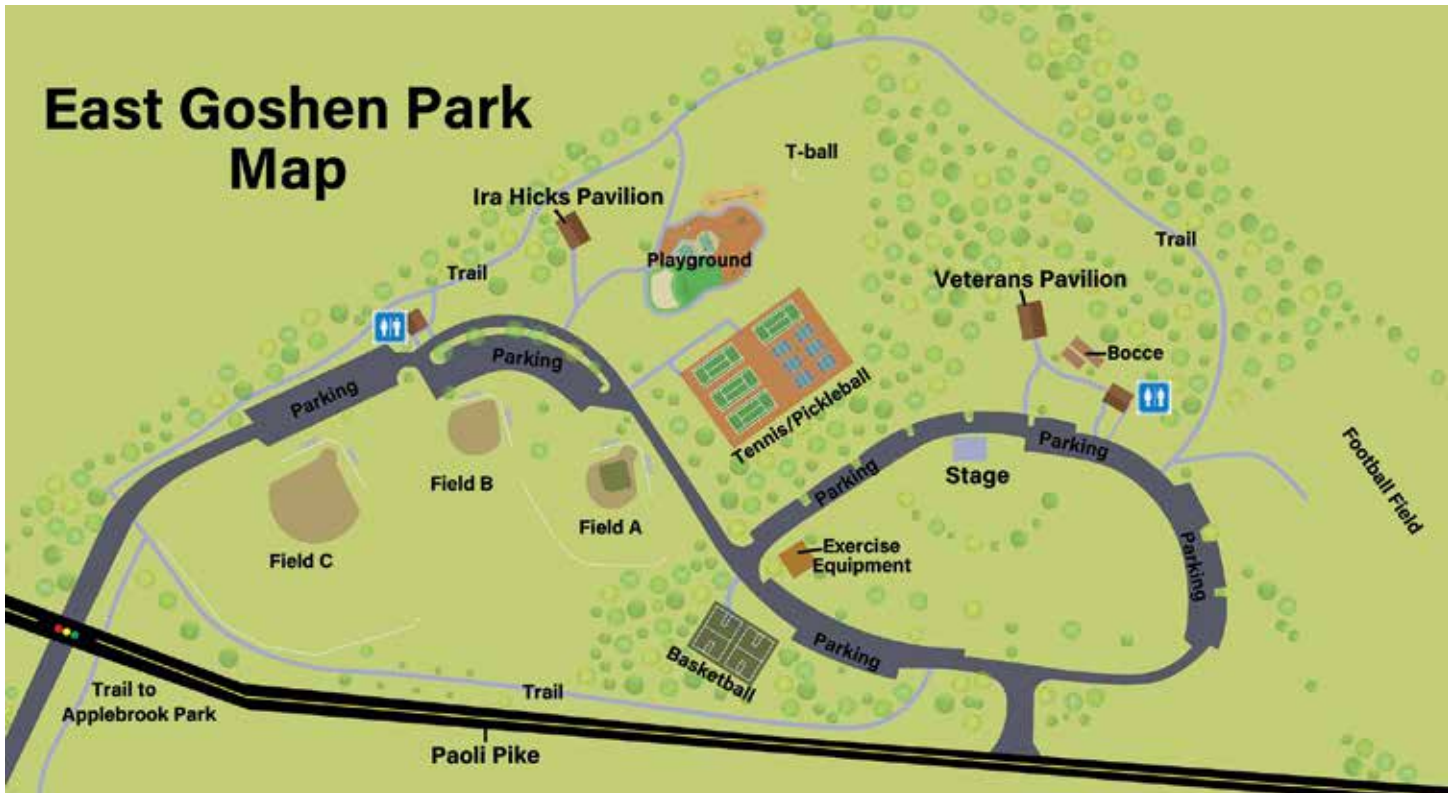 East Goshen Park
Map
T-ball
Ira Hicks Pavilion
Trail
Playground
Trail
Veterans Pavilion
Bocce
Parking
Parking
Tennis/Pickleball
Parking
Parking
Stage
Football Field
Field B
Field A
Field C
Exercise
Equipment
Parking
Parking
Basketball
Trail
Trail to
Applebrook Park
Paoli Pike